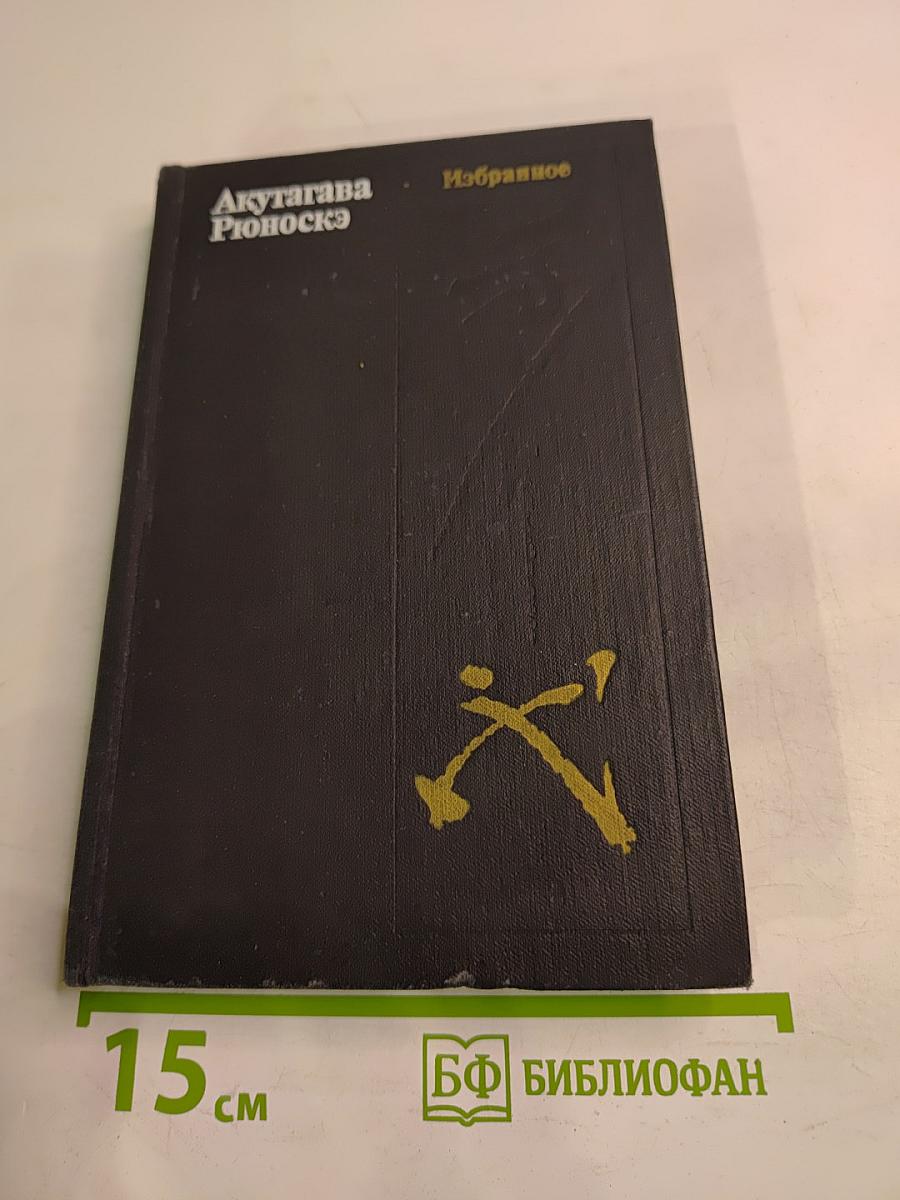 Акутагава
Рюноскэ
Избранное
15 см
БФ БИБЛИОФАН